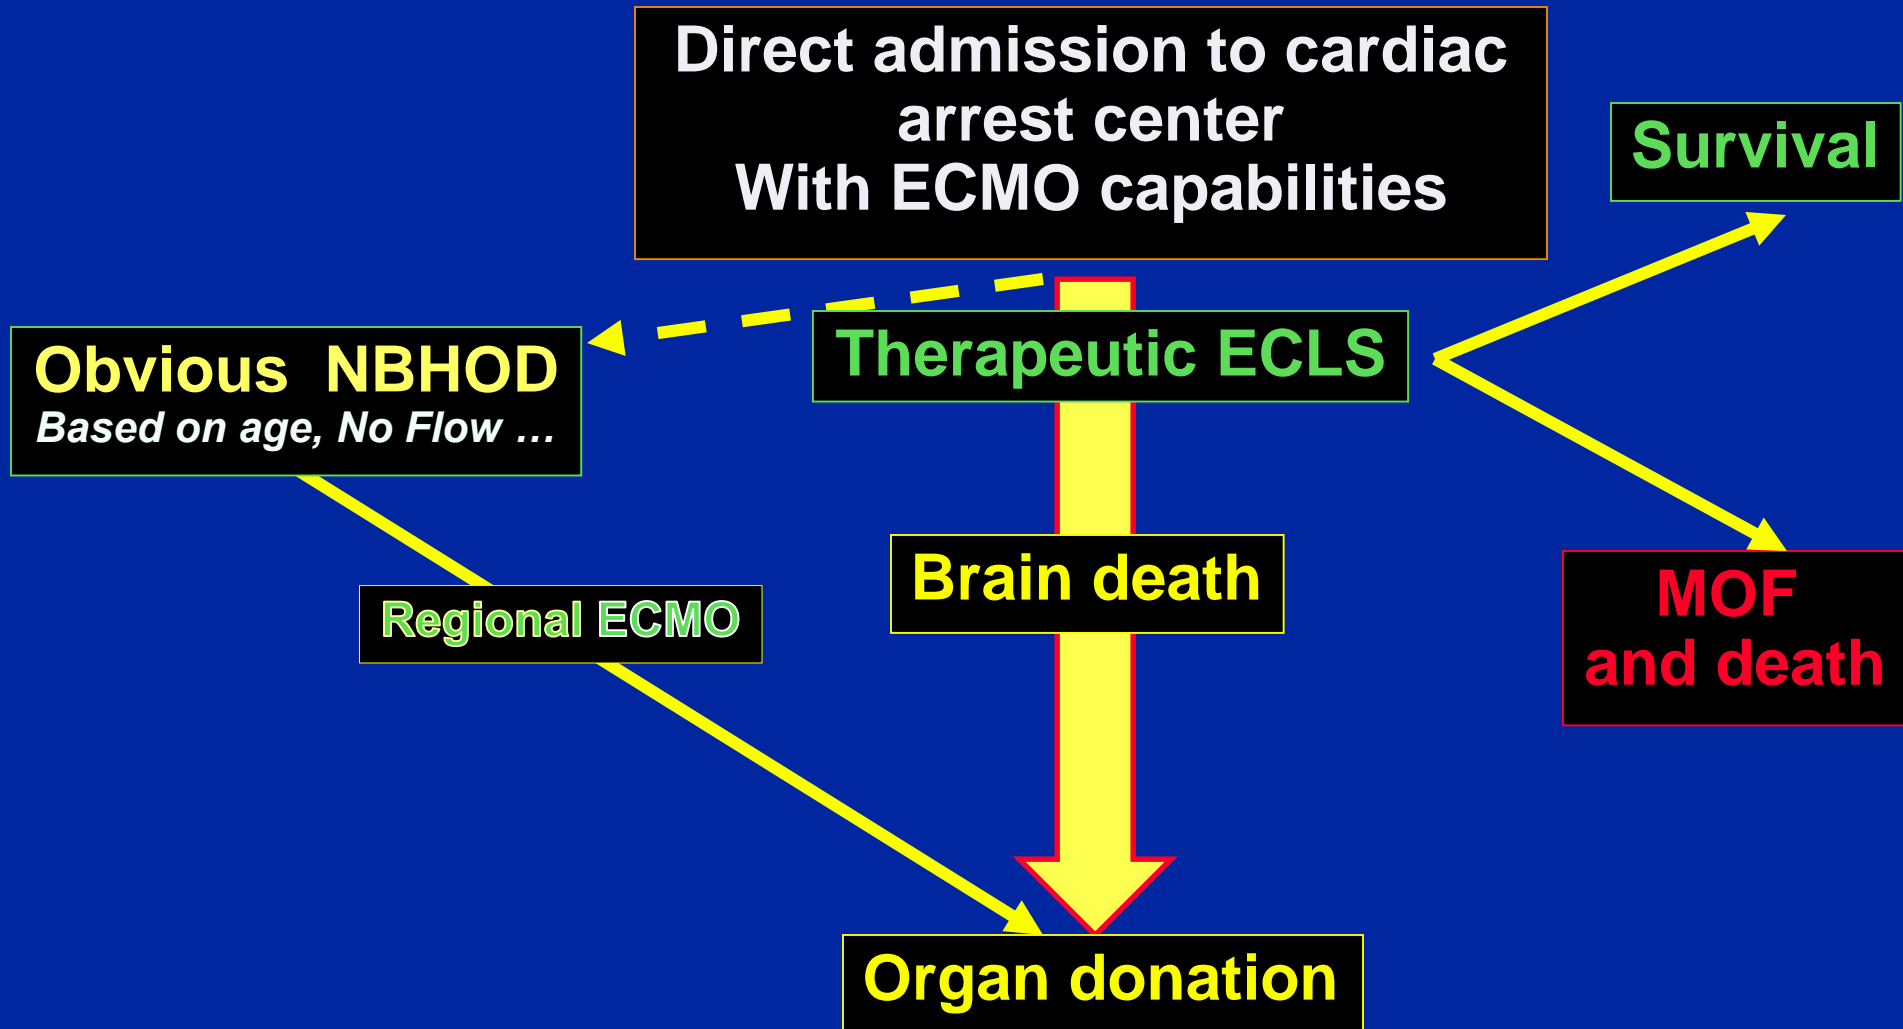 Direct admission to cardiac
arrest center
With ECMO capabilities
Survival
Therapeutic ECLS
Obvious NBHOD
Based on age, No Flow ...
Brain death
MOF
and death
Regional ECMO
Organ donation